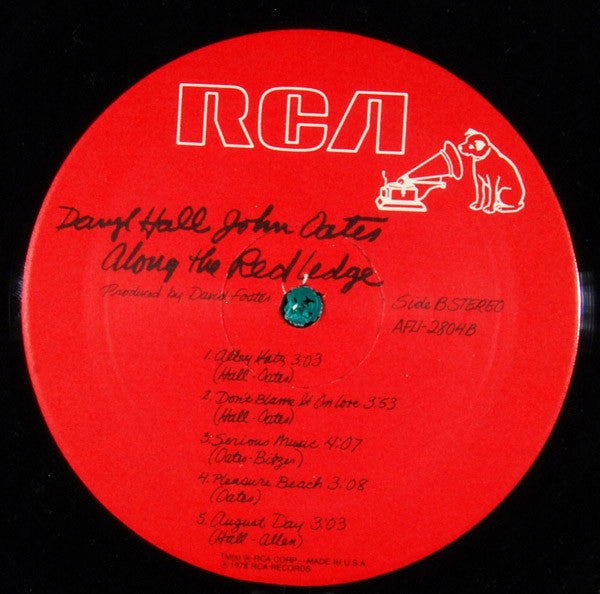 RCA
Daryl Hall John Oates
Along the Red Ledge
Produced by David Foster
Side B STEREO
AFL1-2804B
1. Alley Katz 3:03
(Hall-Oates)
2. Don't Blame It On Love 3:53
(Hall-Oates)
3. Serious Music 4:07
(Oates-Bitzer)
4. Pleasure Beach 3:08
(Oates)
5. August Day 3:03
(Hall-Allen)
TM(s) ® RCA CORP—MADE IN U.S.A.
℗ 1978 RCA RECORDS